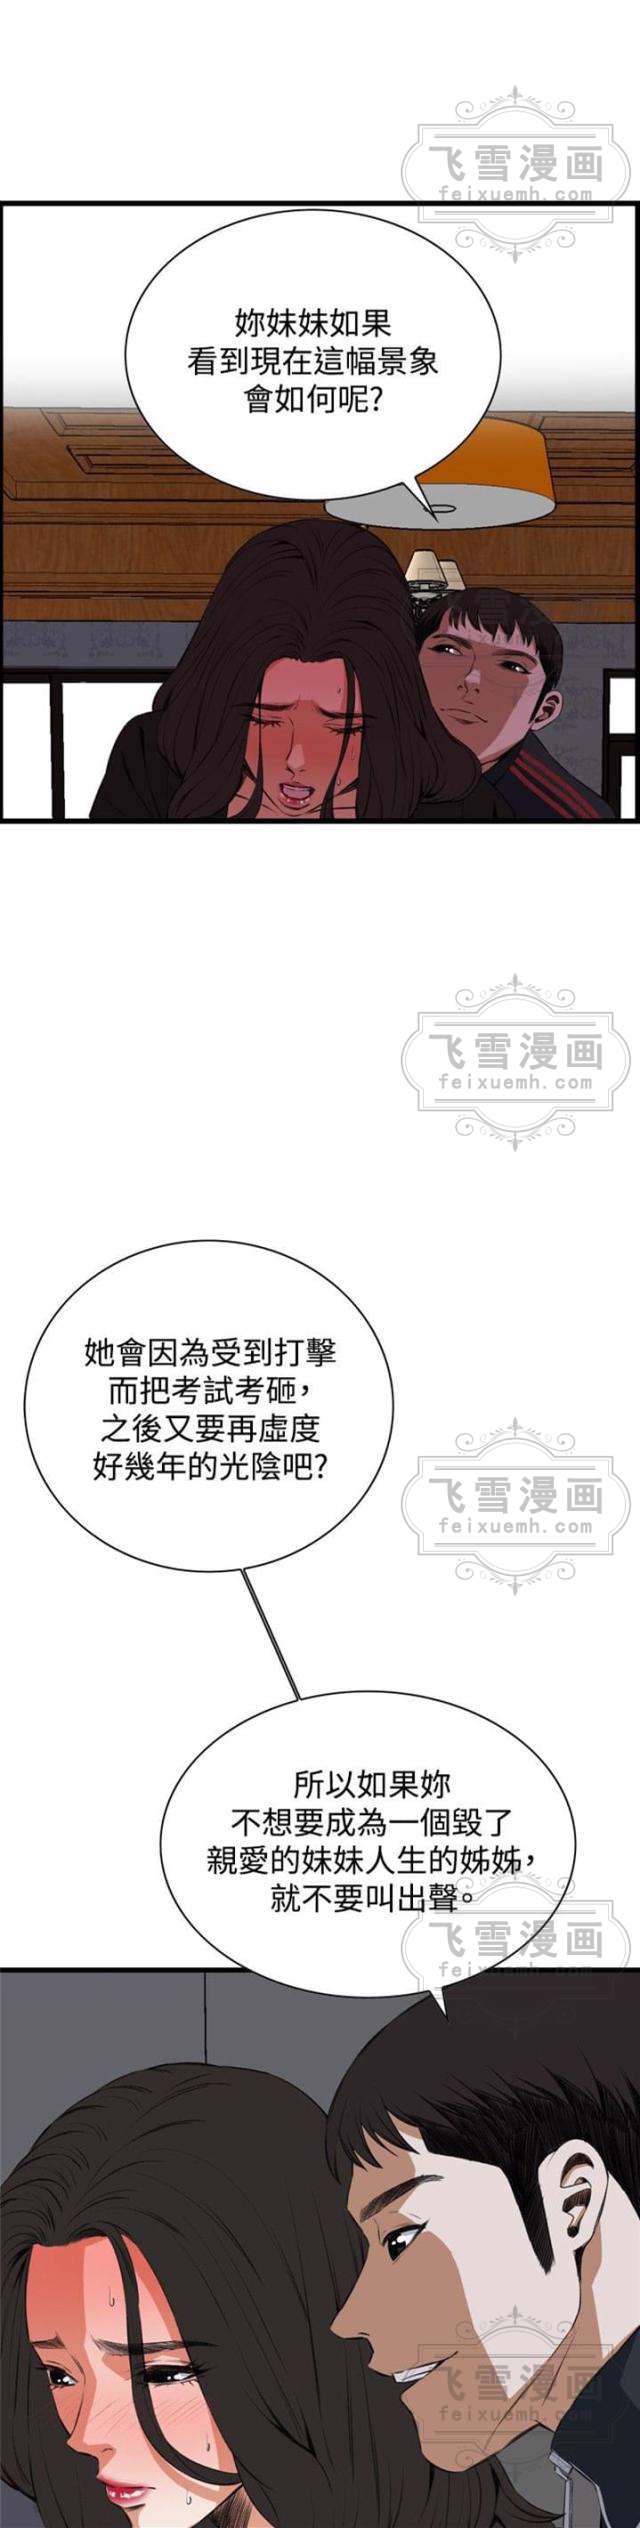 飞雪漫画
feixuemh.com
妳妹妹如果
看到現在這幅景象
會如何呢?
飞雪漫画
feixuemh.com
她會因為受到打擊
而把考試考砸,
之後又要再虛度
好幾年的光陰吧?
飞雪漫画
feixuemh.com
所以如果妳
不想要成為一個毀了
親愛的妹妹人生的姊姊,
就不要叫出聲。
飞雪漫画
feixuemh.com
飞雪漫画
feixuemh.com